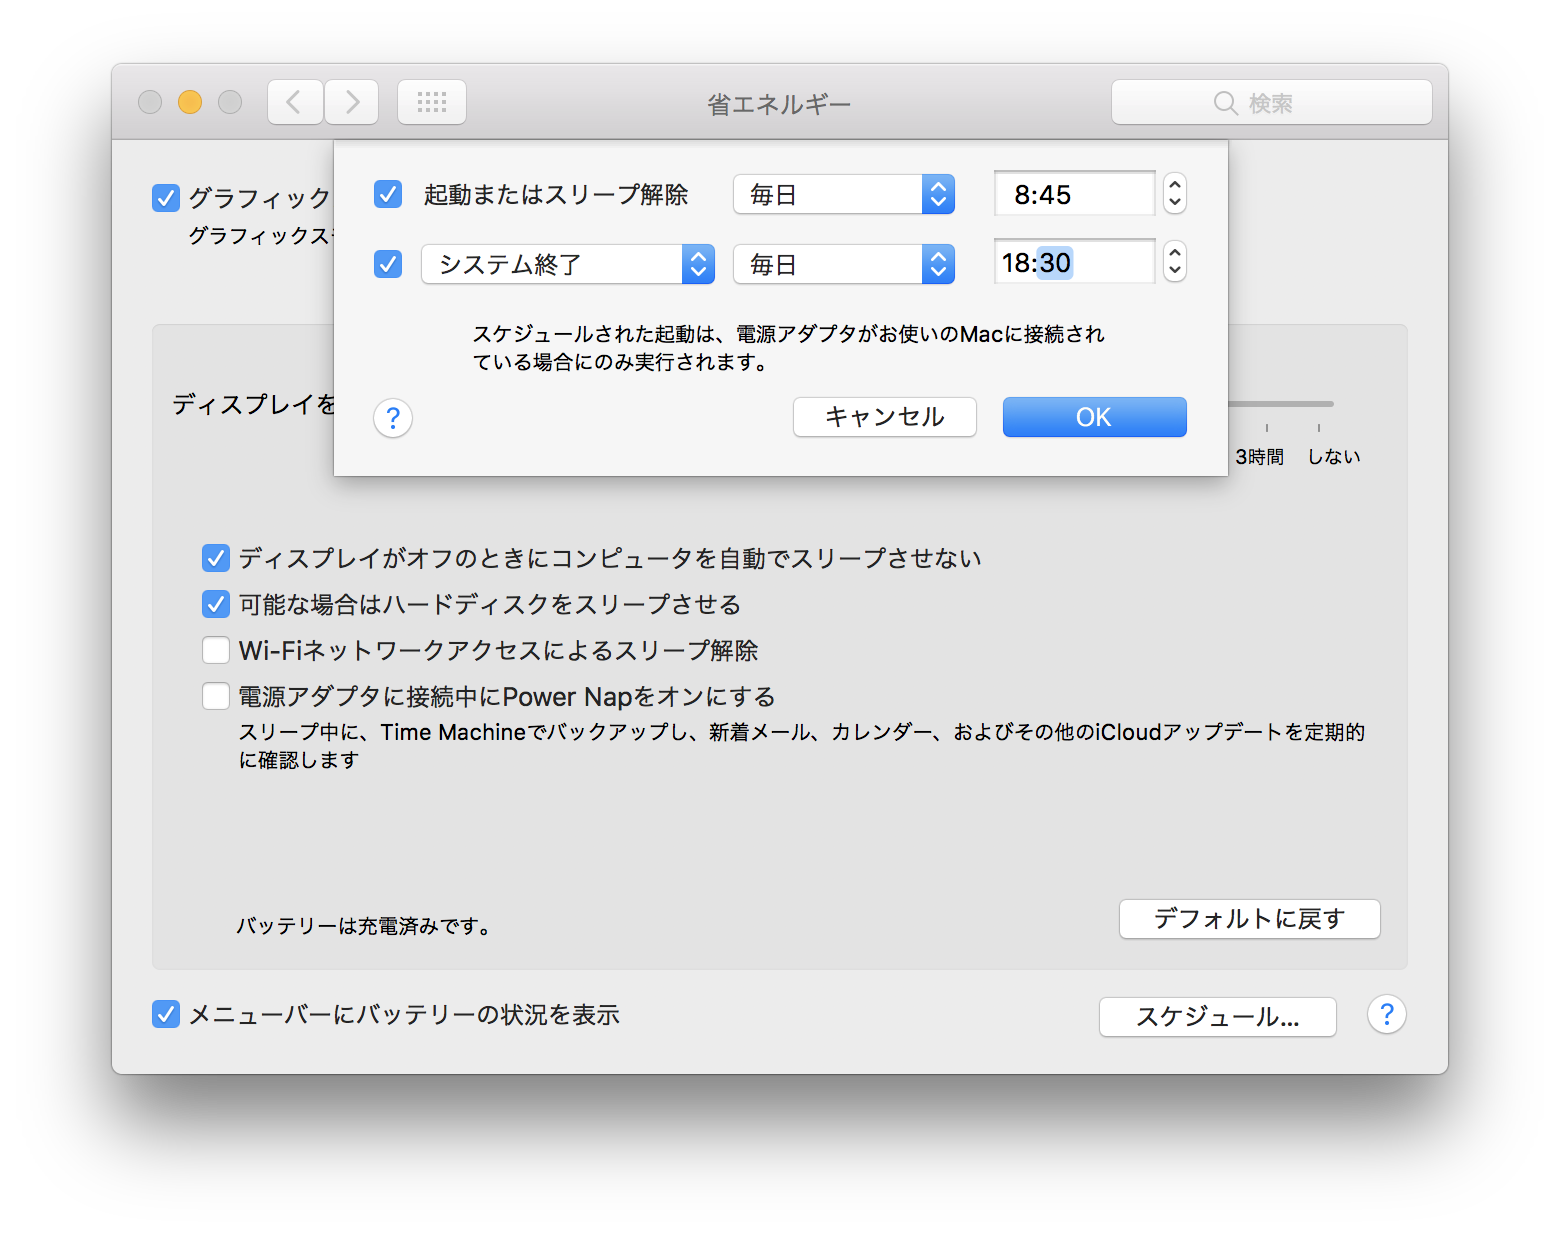 省エネルギー
検索
グラフィック
グラフィックス
起動またはスリープ解除
毎日
8:45
システム終了
毎日
18:30
スケジュールされた起動は、電源アダプタがお使いのMacに接続され
ている場合にのみ実行されます。
?
キャンセル
OK
ディスプレイを
3時間
しない
ディスプレイがオフのときにコンピュータを自動でスリープさせない
可能な場合はハードディスクをスリープさせる
Wi-Fiネットワークアクセスによるスリープ解除
電源アダプタに接続中にPower Napをオンにする
スリープ中に、Time Machineでバックアップし、新着メール、カレンダー、およびその他のiCloudアップデートを定期的
に確認します
バッテリーは充電済みです。
デフォルトに戻す
メニューバーにバッテリーの状況を表示
スケジュール...
?